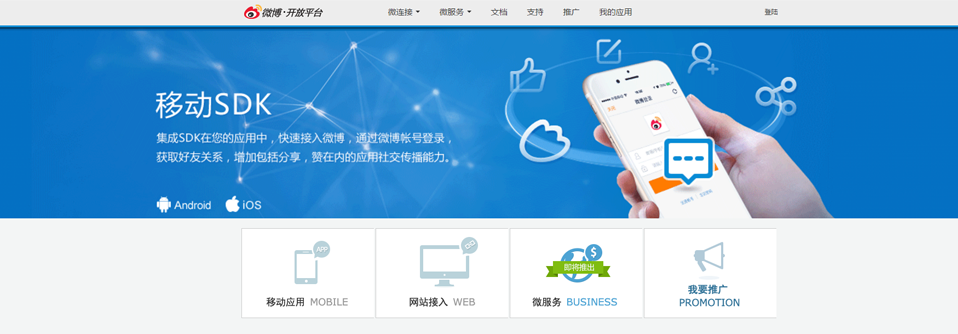 微博·开放平台
微连接 微服务 文档 支持 推广 我的应用 登陆
移动SDK
集成SDK在您的应用中，快速接入微博，通过微博帐号登录，
获取好友关系，增加包括分享，赞在内的应用社交传播能力。
Android iOS
APP
移动应用 MOBILE
网站接入 WEB
$
即将推出
微服务 BUSINESS
我要推广
PROMOTION